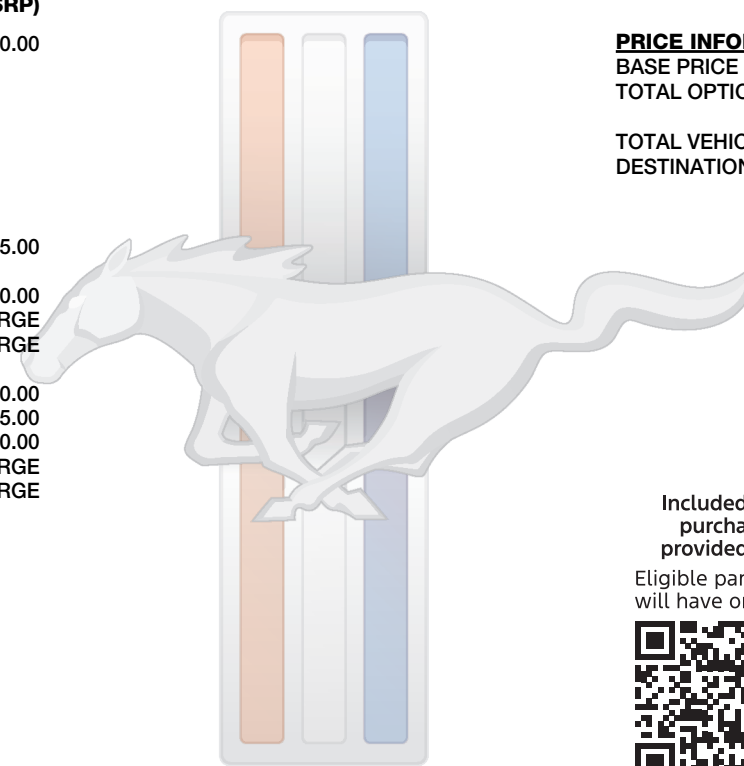 SRP)
0.00
5.00
0.00
RGE
RGE
0.00
5.00
0.00
RGE
RGE
PRICE INFO
BASE PRICE
TOTAL OPTIO
TOTAL VEHIC
DESTINATION
Included
purcha
provided
Eligible par
will have or